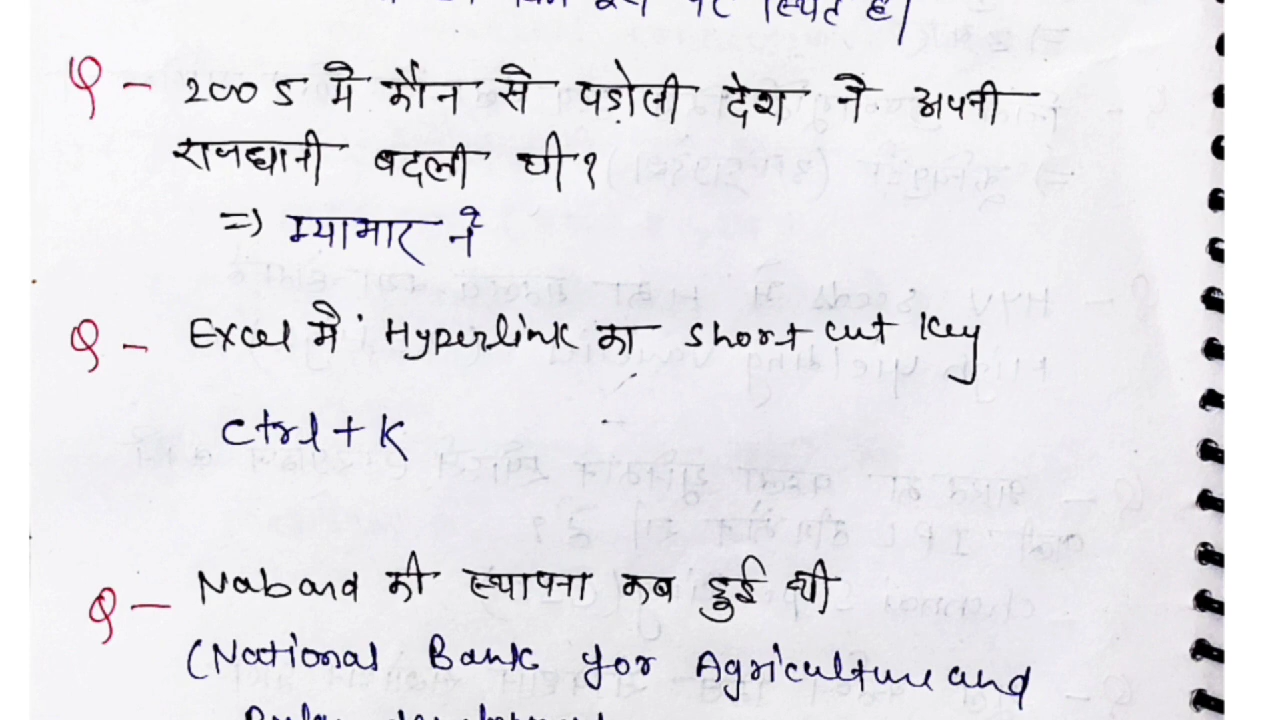 स्थित है।
Q - 2005 मे कौन से पडोसी देश ने अपनी
राजधानी बदली थी?
=> म्यामार ने
Q - Excel में Hyperlink का short cut key
Ctrl + K
Q - Nabard की स्थापना कब हुई थी
(National Bank for Agriculture and